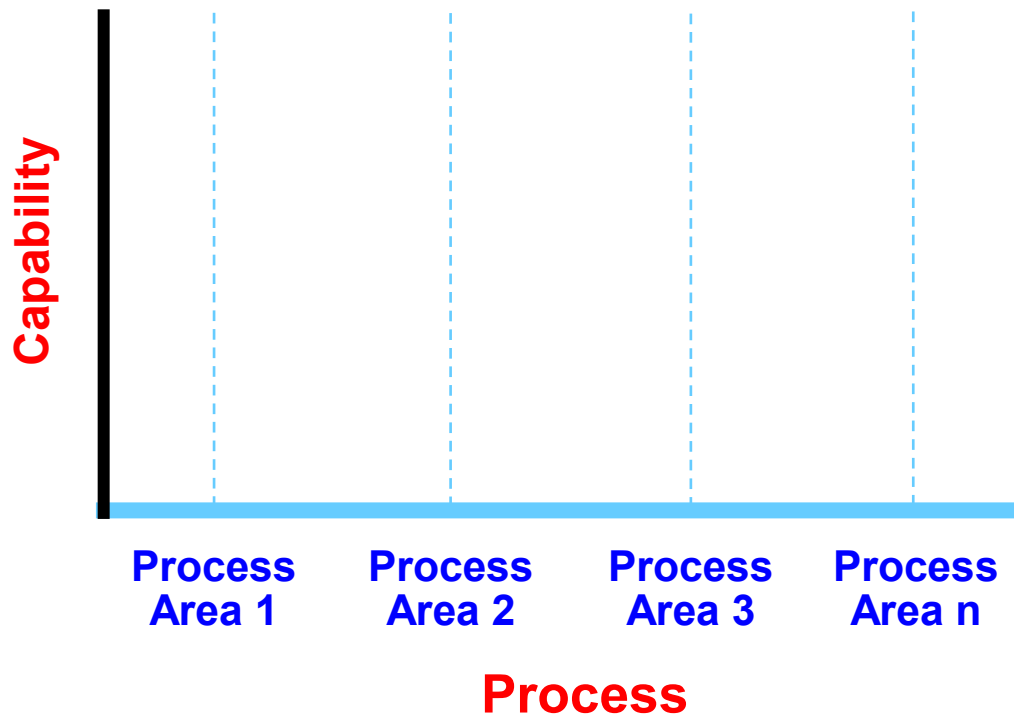 Capability
Process
Area 1
Process
Area 2
Process
Area 3
Process
Area n
Process